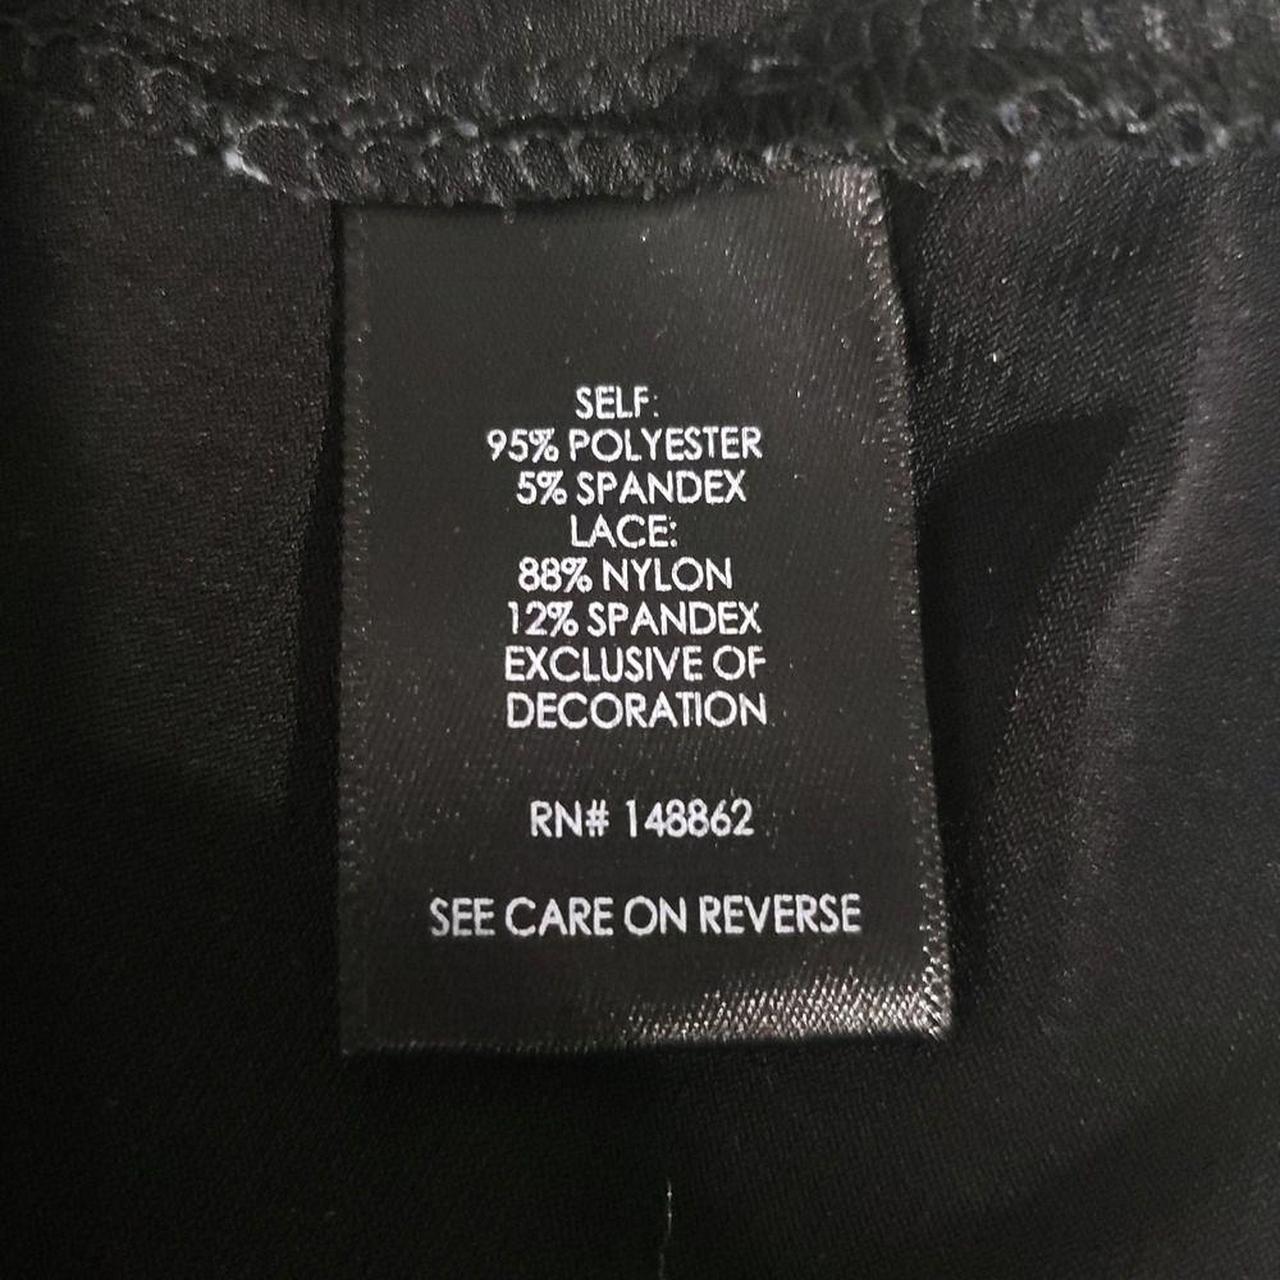 SELF:
95% POLYESTER
5% SPANDEX
LACE:
88% NYLON
12% SPANDEX
EXCLUSIVE OF
DECORATION
RN# 148862
SEE CARE ON REVERSE